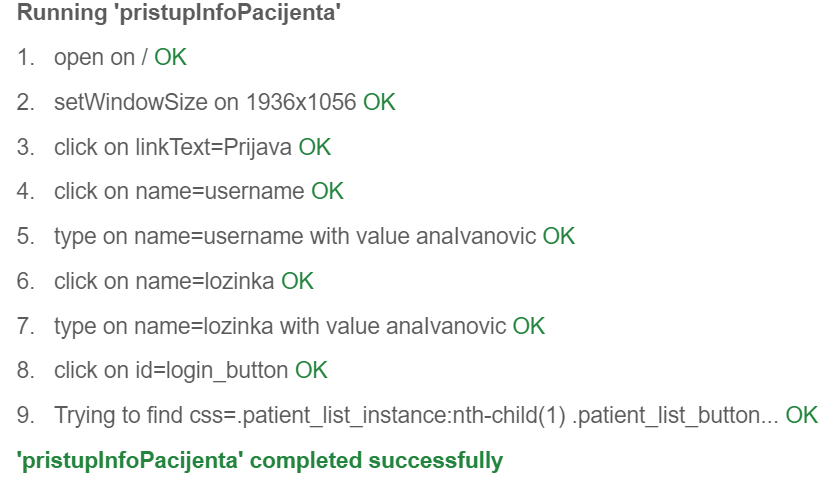 Running 'pristupInfoPacijenta'
1. open on / OK
2. setWindowSize on 1936x1056 OK
3. click on linkText=Prijava OK
4. click on name=username OK
5. type on name=username with value anaIvanovic OK
6. click on name=lozinka OK
7. type on name=lozinka with value anaIvanovic OK
8. click on id=login_button OK
9. Trying to find css=.patient_list_instance:nth-child(1) .patient_list_button... OK
'pristupInfoPacijenta' completed successfully